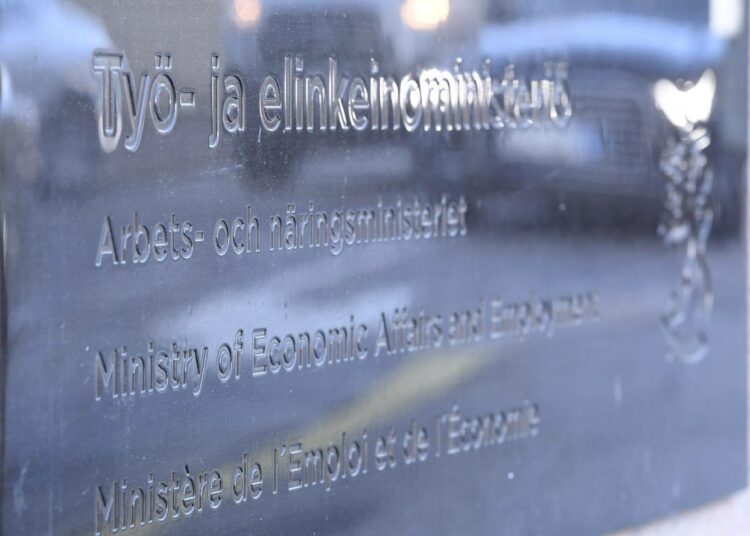 Työ- ja elinkeinoministeriö
Arbets- och näringsministeriet
Ministry of Economic Affairs and Employment
Ministère de l'Emploi et de l'Économie